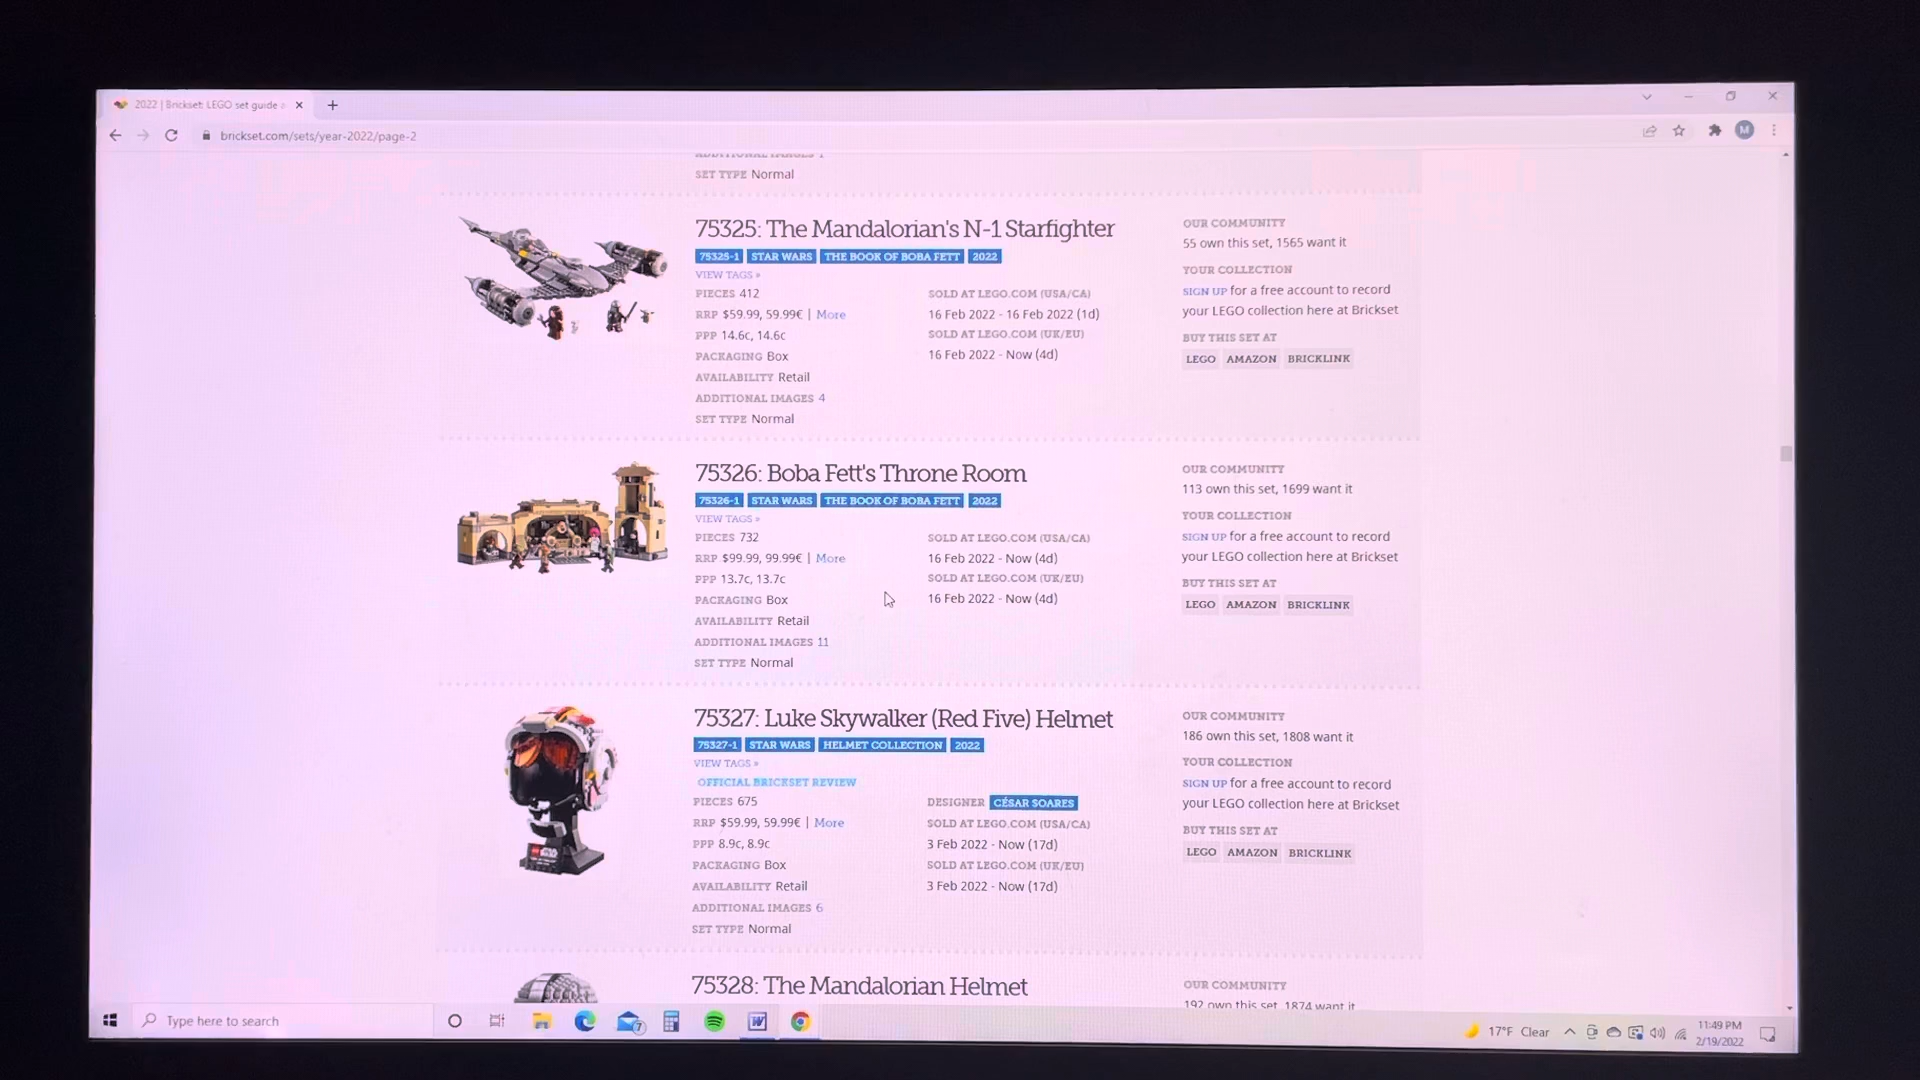 2022 | Brickset: LEGO set guide
brickset.com/sets/year-2022/page-2
M
ADDITIONAL IMAGES 1
SET TYPE Normal
75325: The Mandalorian's N-1 Starfighter
75325-1 STAR WARS THE BOOK OF BOBA FETT 2022
VIEW TAGS »
PIECES 412
RRP $59.99, 59.99€ | More
PPP 14.6c, 14.6c
PACKAGING Box
AVAILABILITY Retail
ADDITIONAL IMAGES 4
SET TYPE Normal
SOLD AT LEGO.COM (USA/CA)
16 Feb 2022 - 16 Feb 2022 (1d)
SOLD AT LEGO.COM (UK/EU)
16 Feb 2022 - Now (4d)
OUR COMMUNITY
55 own this set, 1565 want it
YOUR COLLECTION
SIGN UP for a free account to record
your LEGO collection here at Brickset
BUY THIS SET AT
LEGO AMAZON BRICKLINK
75326: Boba Fett's Throne Room
75326-1 STAR WARS THE BOOK OF BOBA FETT 2022
VIEW TAGS »
PIECES 732
RRP $99.99, 99.99€ | More
PPP 13.7c, 13.7c
PACKAGING Box
AVAILABILITY Retail
ADDITIONAL IMAGES 11
SET TYPE Normal
SOLD AT LEGO.COM (USA/CA)
16 Feb 2022 - Now (4d)
SOLD AT LEGO.COM (UK/EU)
16 Feb 2022 - Now (4d)
OUR COMMUNITY
113 own this set, 1699 want it
YOUR COLLECTION
SIGN UP for a free account to record
your LEGO collection here at Brickset
BUY THIS SET AT
LEGO AMAZON BRICKLINK
75327: Luke Skywalker (Red Five) Helmet
75327-1 STAR WARS HELMET COLLECTION 2022
VIEW TAGS »
OFFICIAL BRICKSET REVIEW
PIECES 675
RRP $59.99, 59.99€ | More
PPP 8.9c, 8.9c
PACKAGING Box
AVAILABILITY Retail
ADDITIONAL IMAGES 6
SET TYPE Normal
DESIGNER CÉSAR SOARES
SOLD AT LEGO.COM (USA/CA)
3 Feb 2022 - Now (17d)
SOLD AT LEGO.COM (UK/EU)
3 Feb 2022 - Now (17d)
OUR COMMUNITY
186 own this set, 1808 want it
YOUR COLLECTION
SIGN UP for a free account to record
your LEGO collection here at Brickset
BUY THIS SET AT
LEGO AMAZON BRICKLINK
75328: The Mandalorian Helmet
OUR COMMUNITY
192 own this set, 1874 want it
Type here to search
7
W
17°F Clear
11:49 PM
2/19/2022